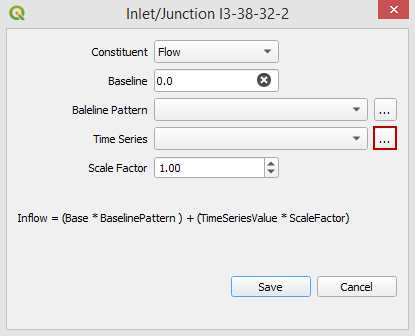 Inlet/Junction I3-38-32-2
Constituent Flow
Baseline 0.0
Baleline Pattern ...
Time Series ...
Scale Factor 1.00
Inflow = (Base * BaselinePattern ) + (TimeSeriesValue * ScaleFactor)
Save Cancel